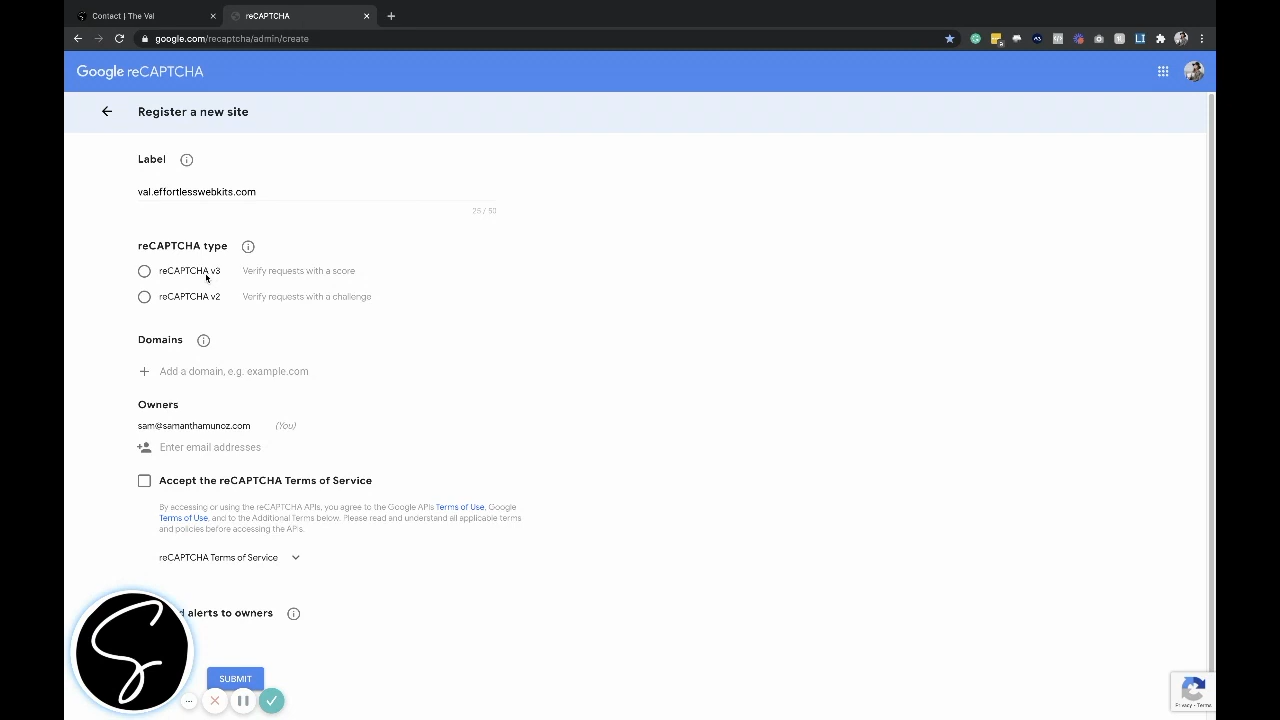 Contact | The Val
reCAPTCHA
google.com/recaptcha/admin/create
Google reCAPTCHA
Register a new site
Label
val.effortlesswebkits.com
25 / 50
reCAPTCHA type
reCAPTCHA v3 Verify requests with a score
reCAPTCHA v2 Verify requests with a challenge
Domains
Add a domain, e.g. example.com
Owners
sam@samanthamunoz.com (You)
Enter email addresses
Accept the reCAPTCHA Terms of Service
By accessing or using the reCAPTCHA APIs, you agree to the Google APIs Terms of Use, Google
Terms of Use, and to the Additional Terms below. Please read and understand all applicable terms
and policies before accessing the APIs.
reCAPTCHA Terms of Service
alerts to owners
SUBMIT
Privacy - Terms